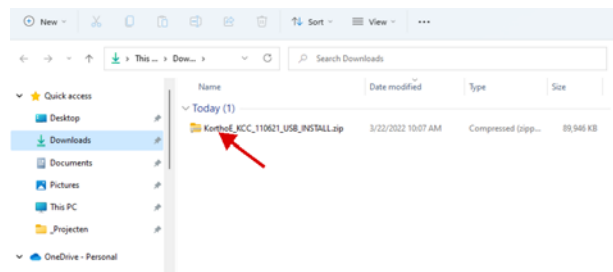 New Sort View ...
This ... > Dow... > Search Downloads
Name Date modified Type Size
Quick access
Today (1)
Desktop
KorthoE_KCC_110621_USB_INSTALL.zip 3/22/2022 10:07 AM Compressed (zipp... 89,946 KB
Downloads
Documents
Pictures
This PC
_Projecten
OneDrive - Personal